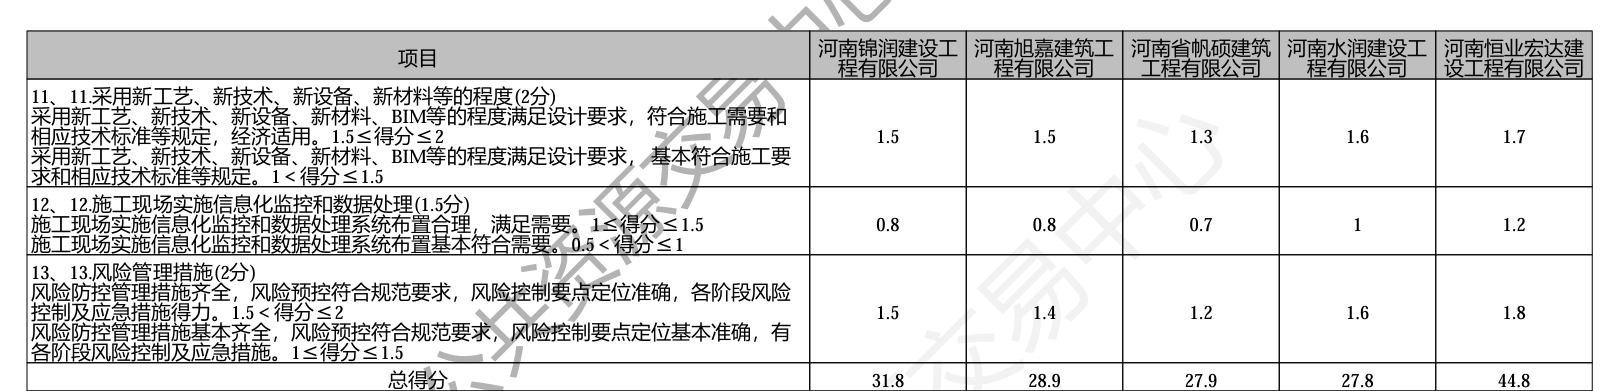 项目
河南锦润建设工
程有限公司
河南旭嘉建筑工
程有限公司
河南省帆硕建筑
工程有限公司
河南水润建设工
程有限公司
河南恒业宏达建
设工程有限公司
11、11.采用新工艺、新技术、新设备、新材料等的程度(2分)
采用新工艺、新技术、新设备、新材料、BIM等的程度满足设计要求，符合施工需要和
相应技术标准等规定，经济适用。1.5≤得分≤2
采用新工艺、新技术、新设备、新材料、BIM等的程度满足设计要求， 基本符合施工要
求和相应技术标准等规定。1＜得分≤1.5
1.5
1.5
1.3
1.6
1.7
12、12.施工现场实施信息化监控和数据处理(1.5分)
施工现场实施信息化监控和数据处理系统布置合理，满足需要。1≤得分≤1.5
施工现场实施信息化监控和数据处理系统布置基本符合需要。0.5＜得分≤1
0.8
0.8
0.7
1
1.2
13、13.风险管理措施(2分)
风险防控管理措施齐全，风险预控符合规范要求，风险控制要点定位准确，各阶段风险
控制及应急措施得力。1.5＜得分≤2
风险防控管理措施基本齐全，风险预控符合规范要求，风险控制要点定位基本准确，有
各阶段风险控制及应急措施。1≤得分≤1.5
1.5
1.4
1.2
1.6
1.8
总得分
31.8
28.9
27.9
27.8
44.8
公共资源交易中心
交易中心